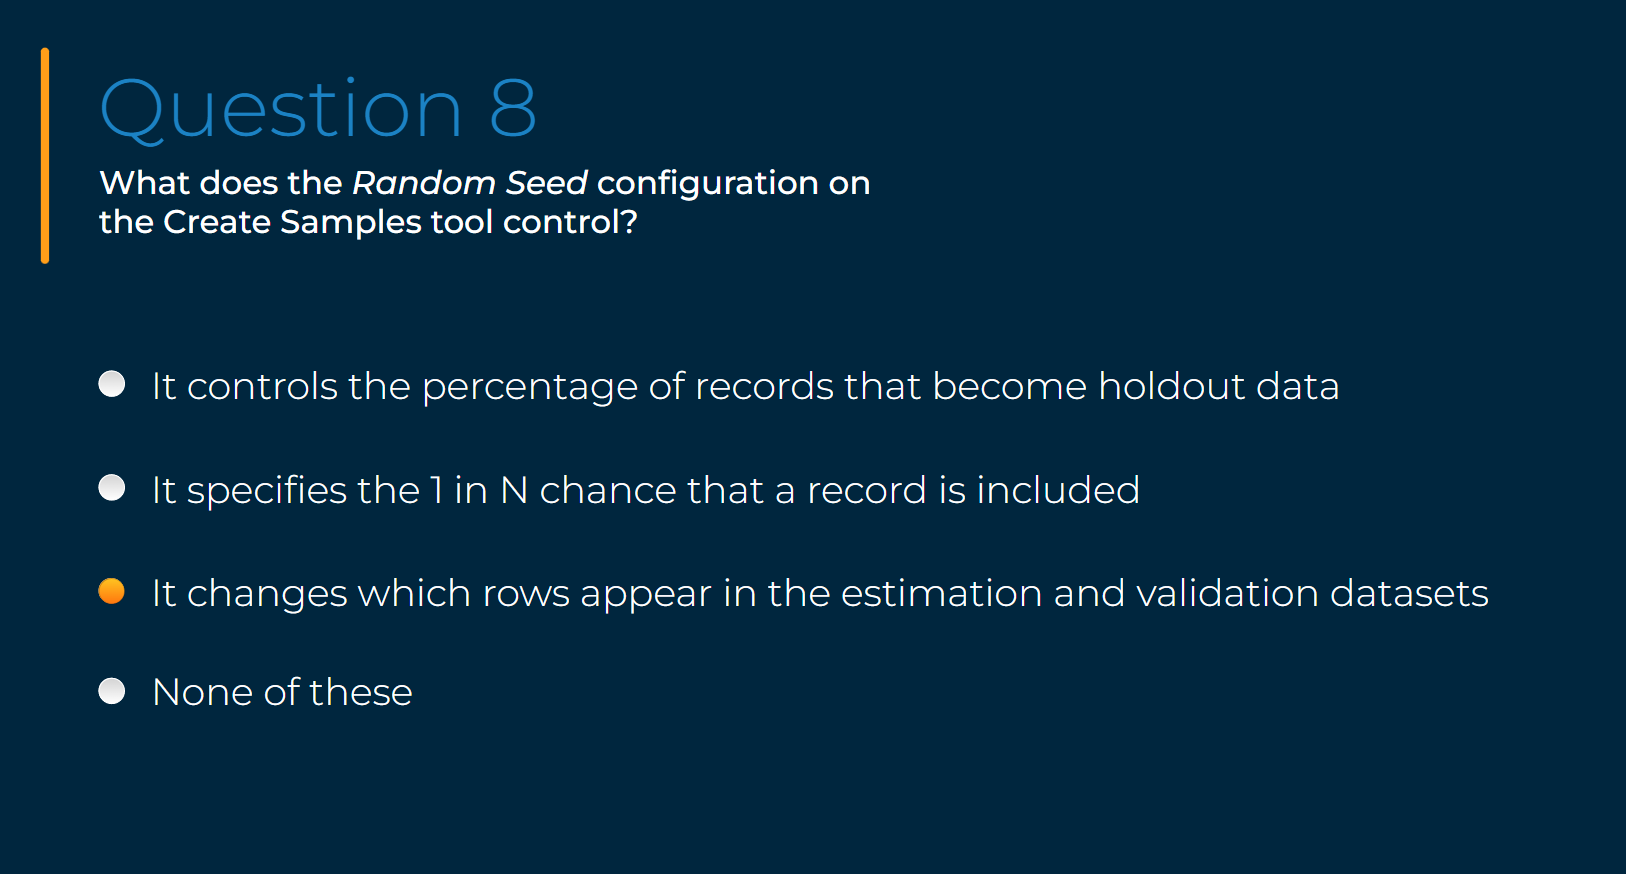 Question 8
What does the Random Seed configuration on
the Create Samples tool control?
It controls the percentage of records that become holdout data
It specifies the 1 in N chance that a record is included
It changes which rows appear in the estimation and validation datasets
None of these